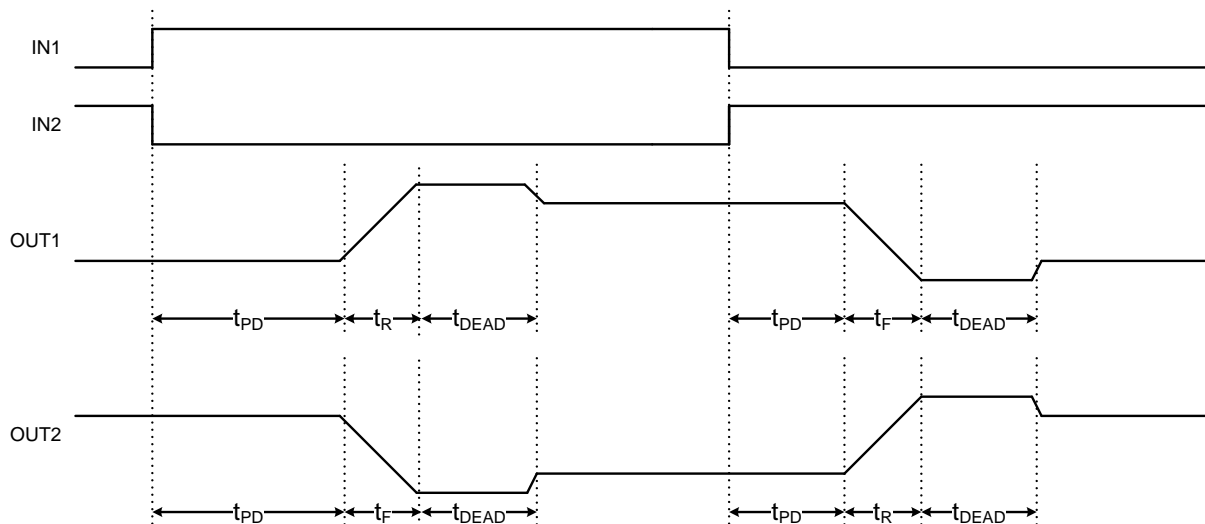 IN1
IN2
OUT1
tPD tR tDEAD tPD tF tDEAD
OUT2
tPD tF tDEAD tPD tR tDEAD